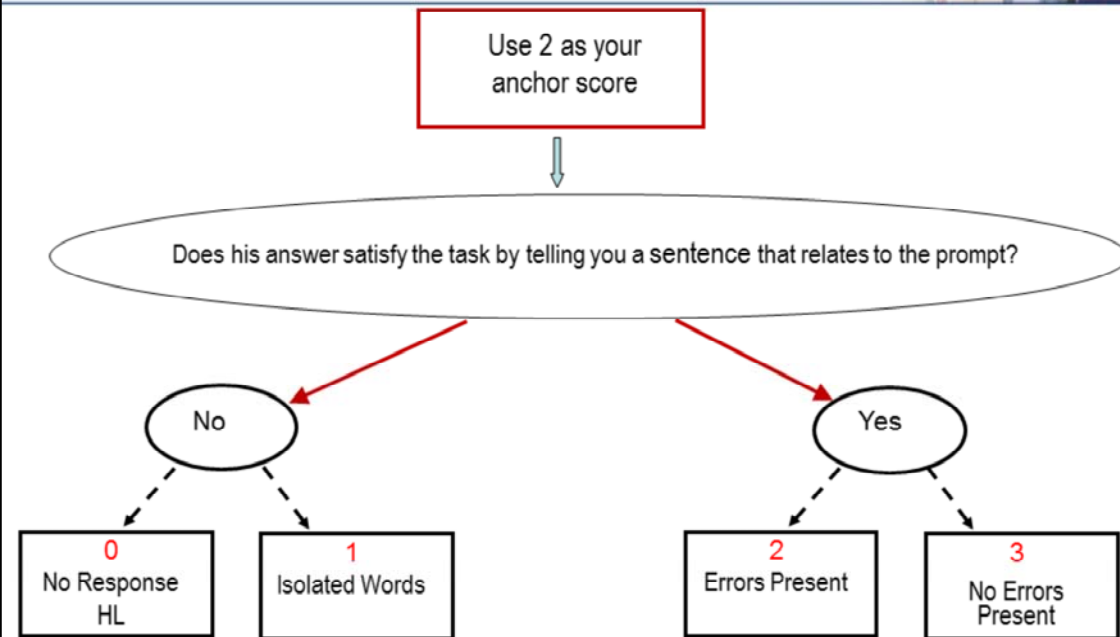 Use 2 as your
anchor score
Does his answer satisfy the task by telling you a sentence that relates to the prompt?
No
Yes
0
No Response
HL
1
Isolated Words
2
Errors Present
3
No Errors
Present